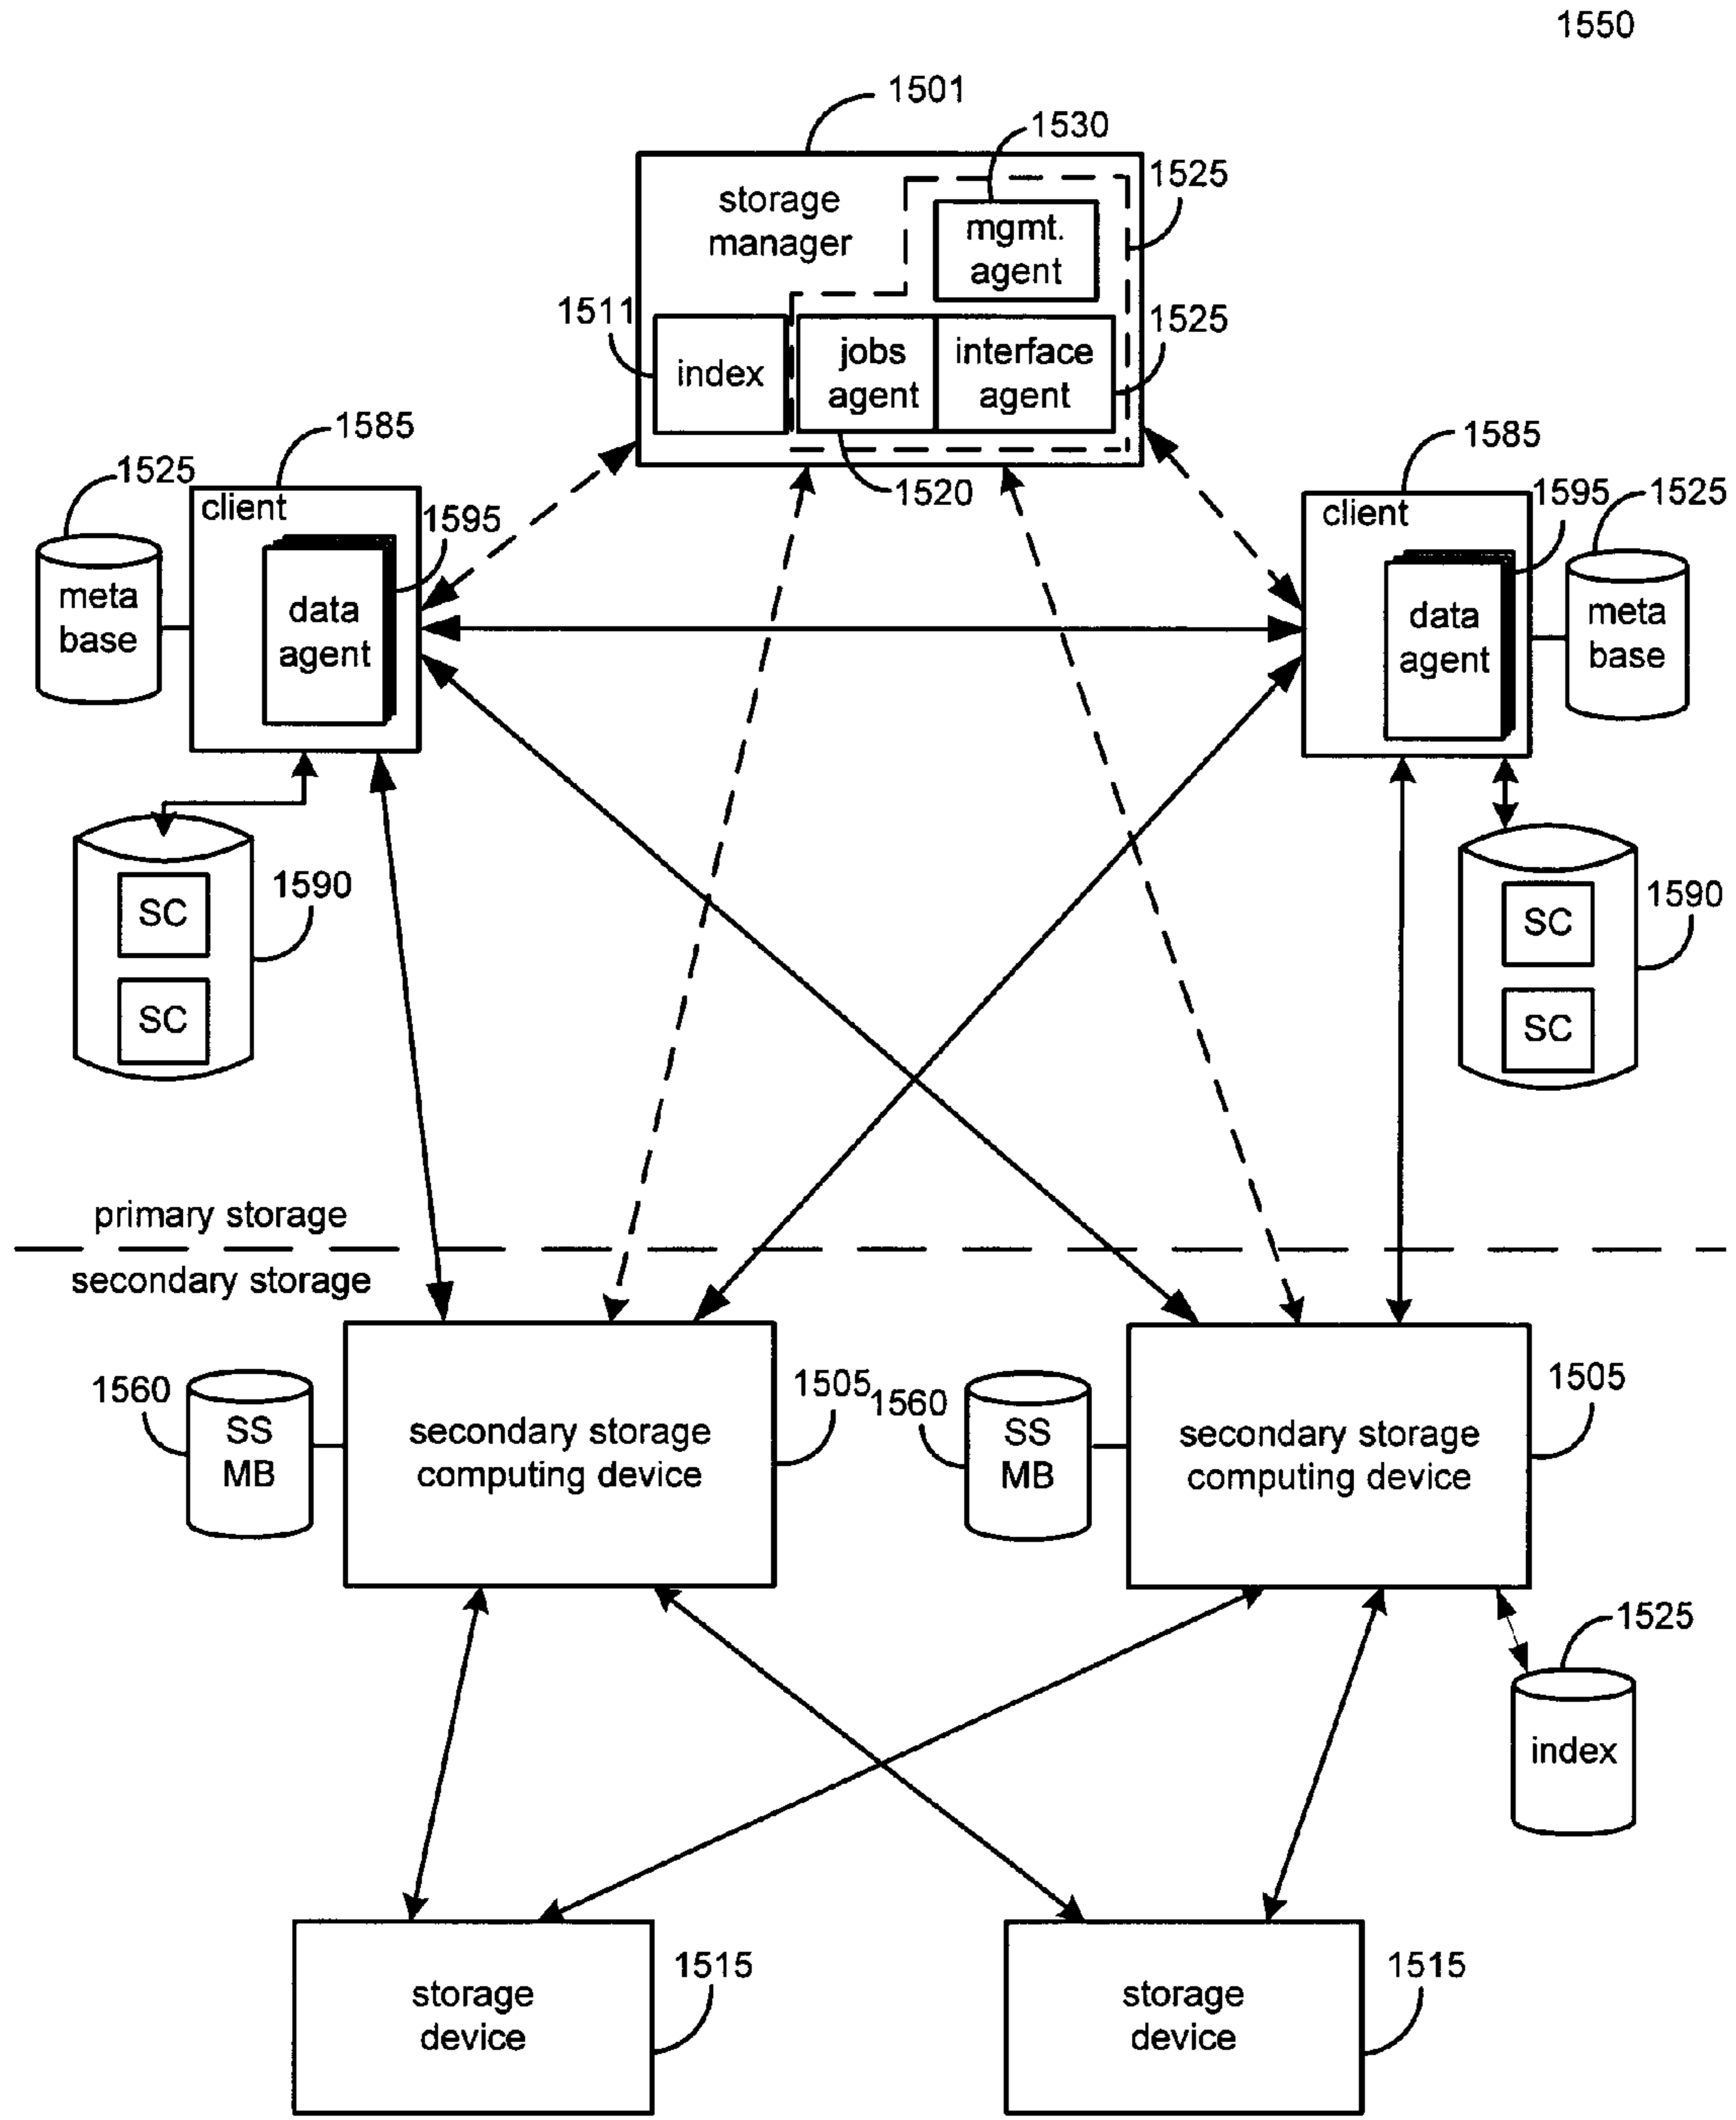 1550
1501
1530
1525
storage
manager
mgmt.
agent
1511
1525
index
jobs
agent
interface
agent
1520
1585
1525
client
1595
meta
base
data
agent
1585
client
1595
1525
data
agent
meta
base
1590
SC
SC
1590
SC
SC
primary storage
secondary storage
1560
SS
MB
secondary storage
computing device
1505
1560
SS
MB
secondary storage
computing device
1505
1525
index
storage
device
1515
storage
device
1515